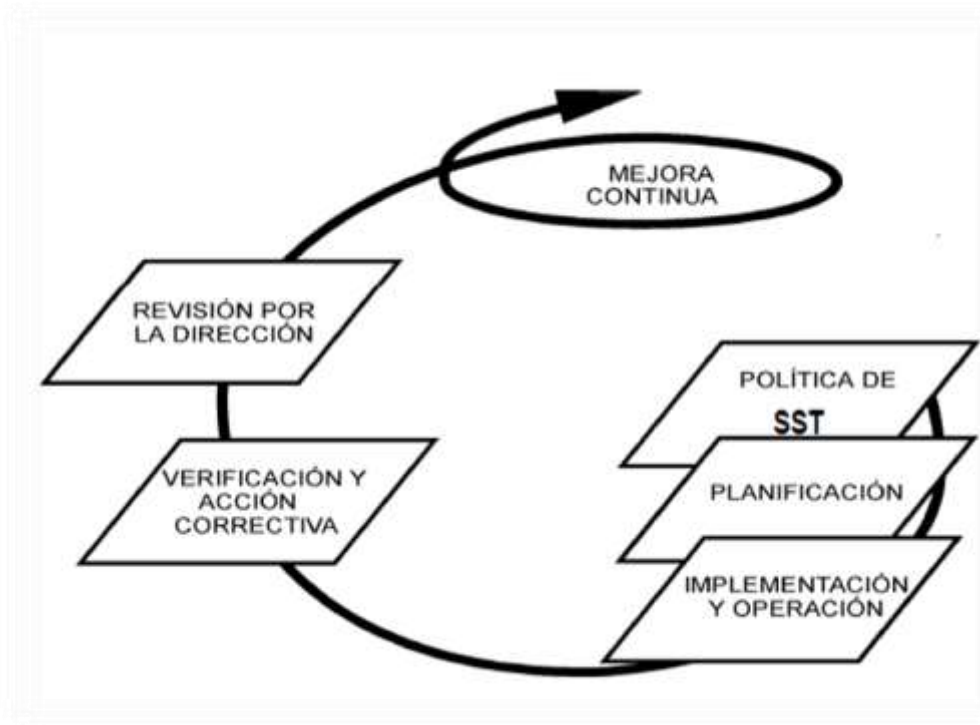 MEJORA
CONTINUA
REVISIÓN POR
LA DIRECCIÓN
POLÍTICA DE
SST
VERIFICACIÓN Y
ACCIÓN
CORRECTIVA
PLANIFICACIÓN
IMPLEMENTACIÓN
Y OPERACIÓN